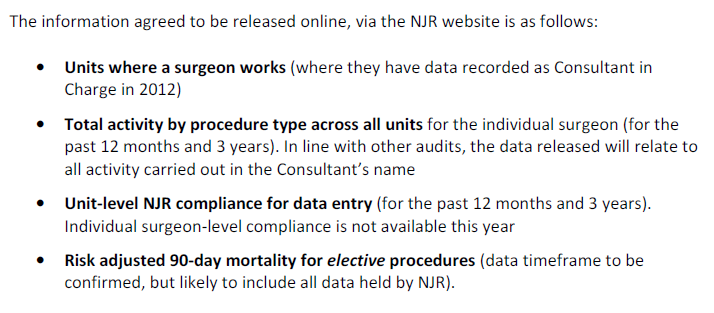 The information agreed to be released online, via the NJR website is as follows:
• Units where a surgeon works (where they have data recorded as Consultant in
Charge in 2012)
• Total activity by procedure type across all units for the individual surgeon (for the
past 12 months and 3 years). In line with other audits, the data released will relate to
all activity carried out in the Consultant's name
• Unit-level NJR compliance for data entry (for the past 12 months and 3 years).
Individual surgeon-level compliance is not available this year
• Risk adjusted 90-day mortality for elective procedures (data timeframe to be
confirmed, but likely to include all data held by NJR).